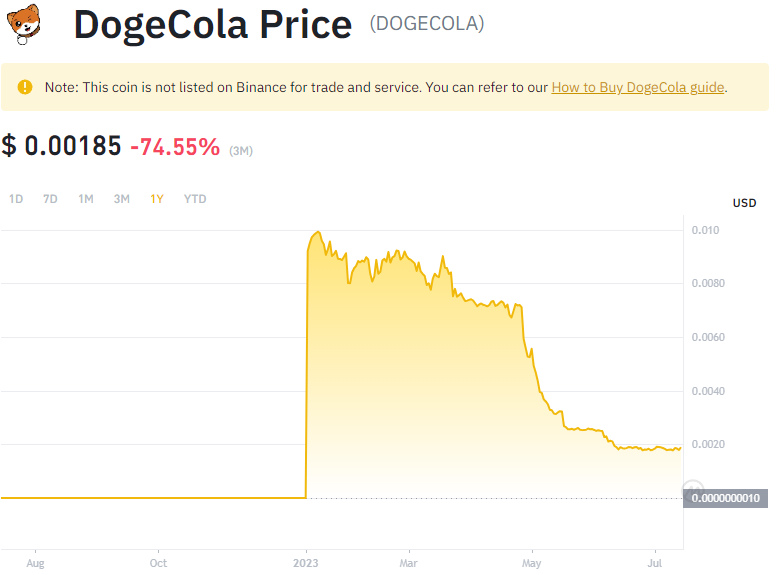 DogeCola Price (DOGECOLA)
Note: This coin is not listed on Binance for trade and service. You can refer to our How to Buy DogeCola guide.
$ 0.00185 -74.55% (3M)
1D 7D 1M 3M 1Y YTD
USD
0.010
0.0080
0.0060
0.0040
0.0020
0.0000000010
Aug Oct 2023 Mar May Jul